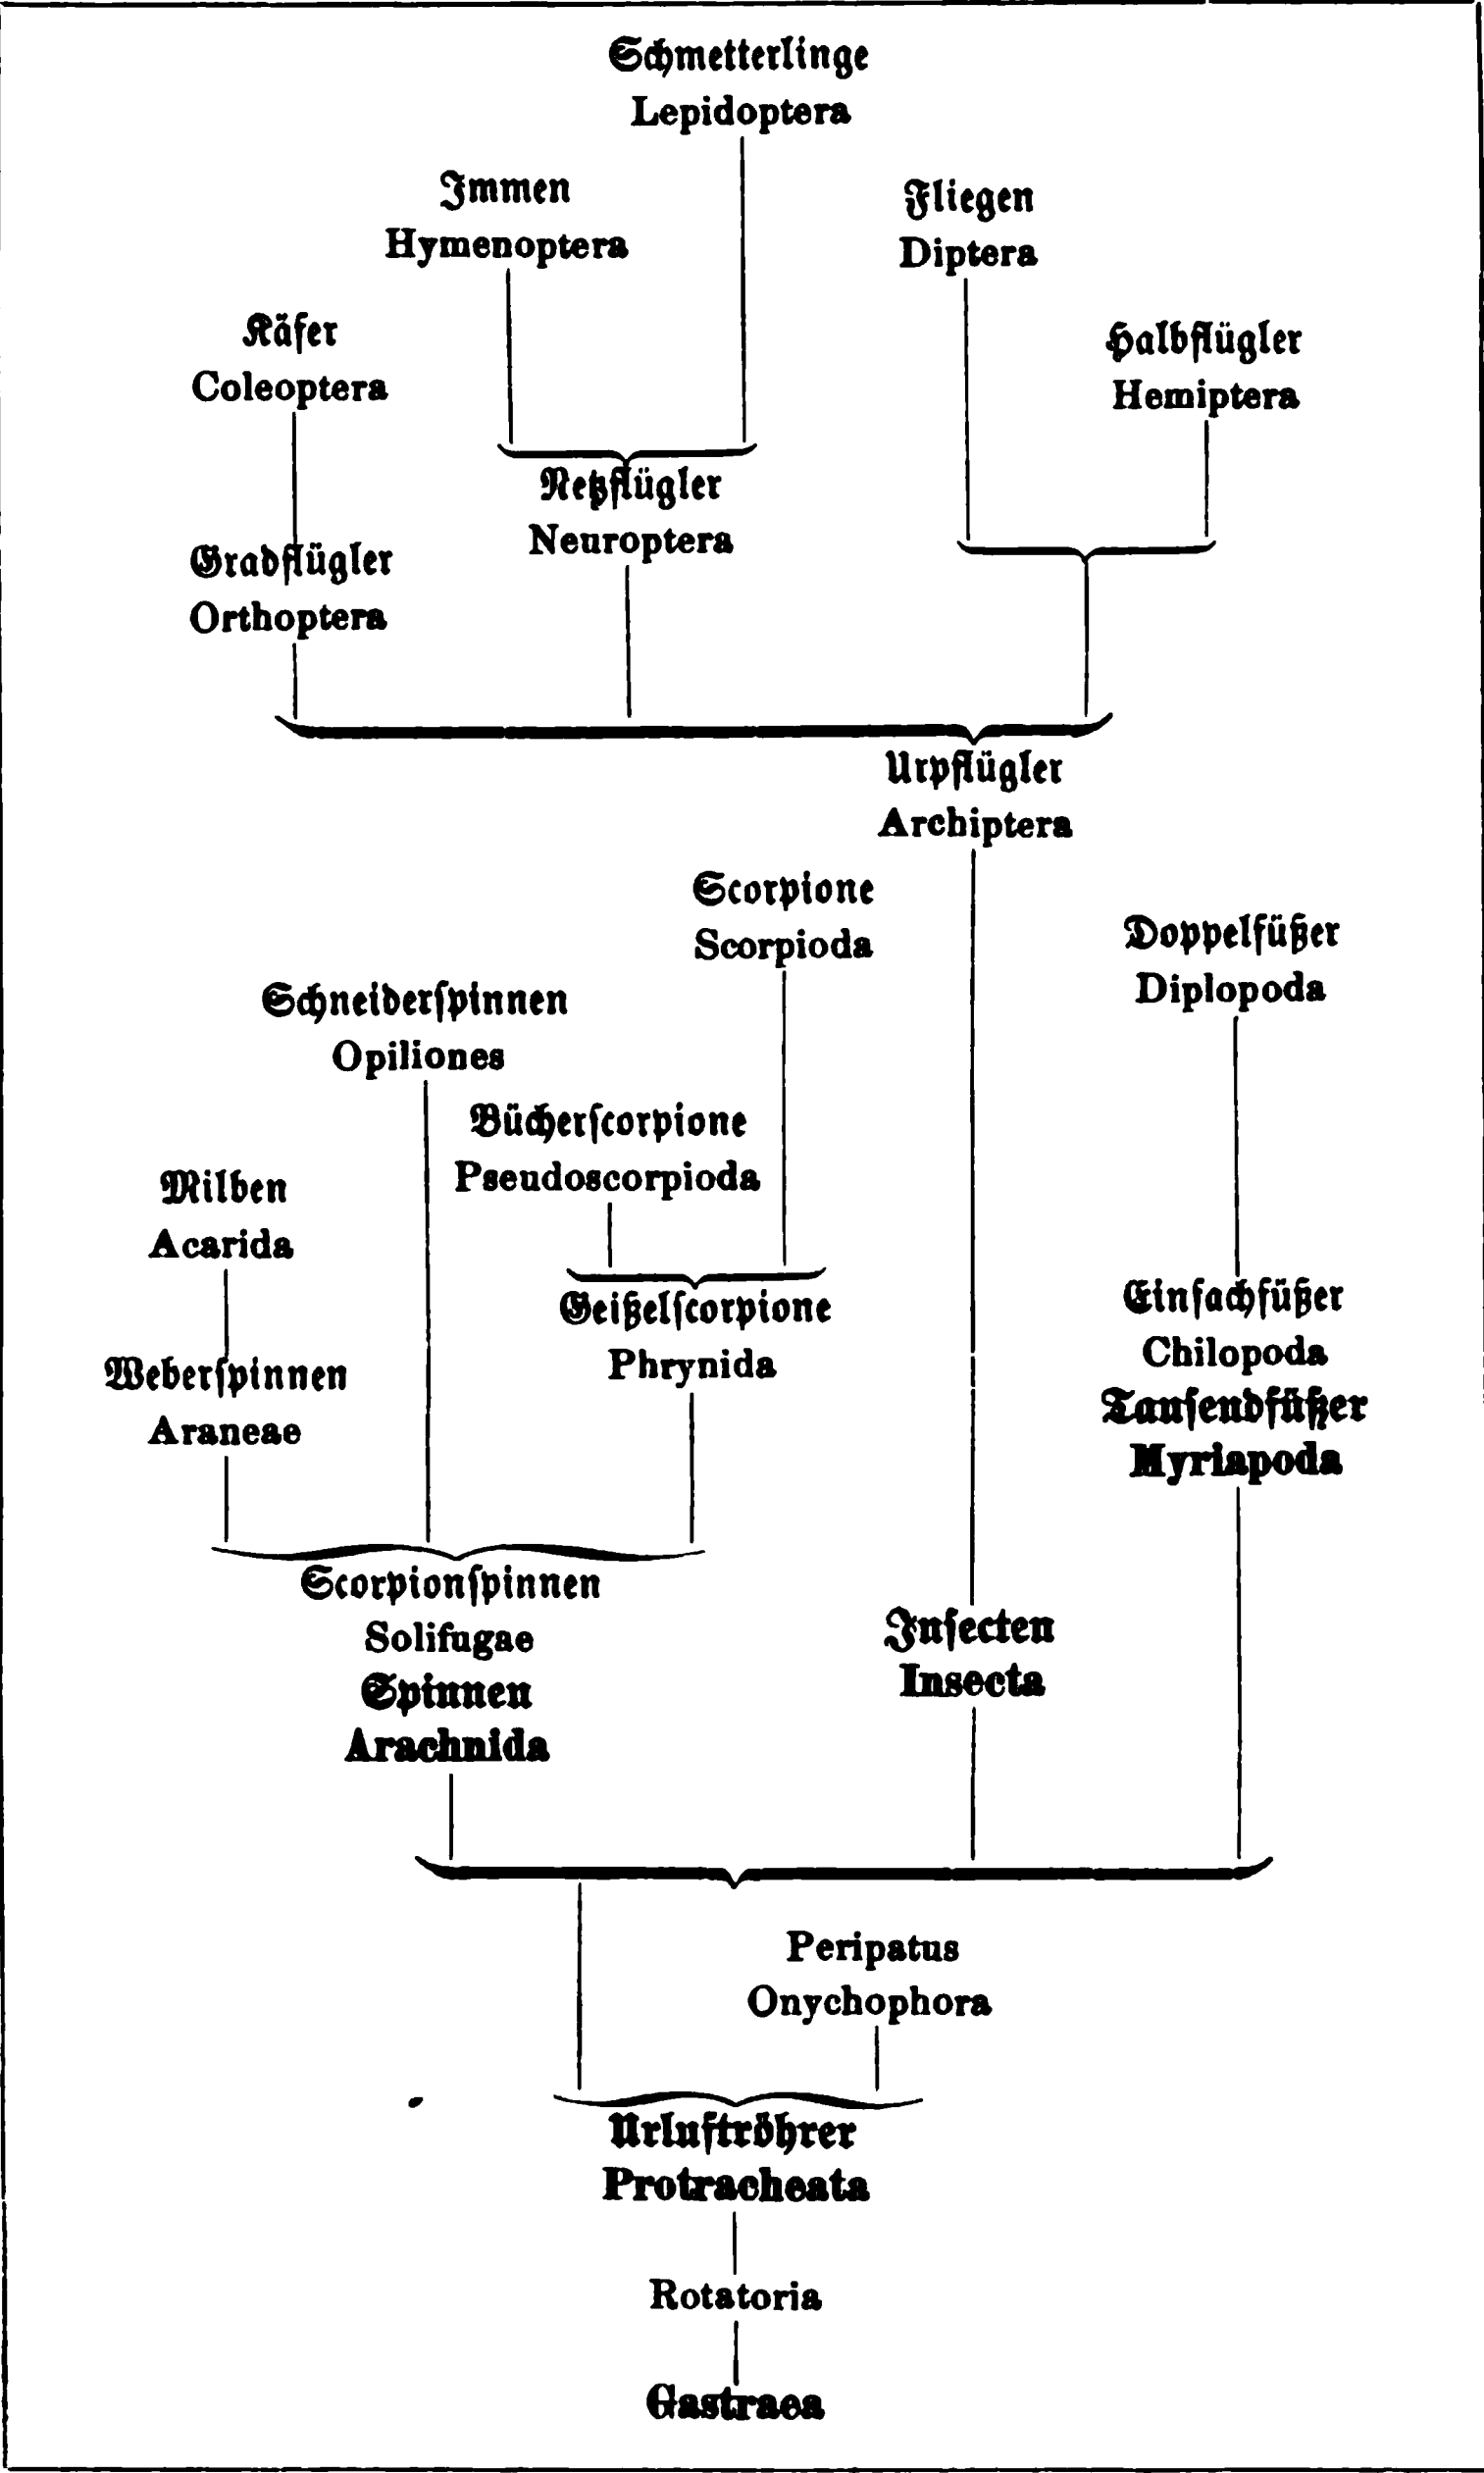 Schmetterlinge
Lepidoptera
Immen
Hymenoptera
Fliegen
Diptera
Käfer
Coleoptera
Halbflügler
Hemiptera
Netzflügler
Neuroptera
Gradflügler
Orthoptera
Urpflügler
Archiptera
Scorpione
Scorpioda
Doppelfüßer
Diplopoda
Schneiderſpinnen
Opiliones
Bücherſcorpione
Pseudoscorpioda
Milben
Acarida
Geißelſcorpione
Phrynida
Einfachfüßer
Chilopoda
Tauſendfüßer
Myriapoda
Weberſpinnen
Araneae
Scorpionſpinnen
Solifugae
Spinnen
Arachnida
Inſecten
Insecta
Peripatus
Onychophora
Urluftröhrer
Protracheata
Rotatoria
Gastraea